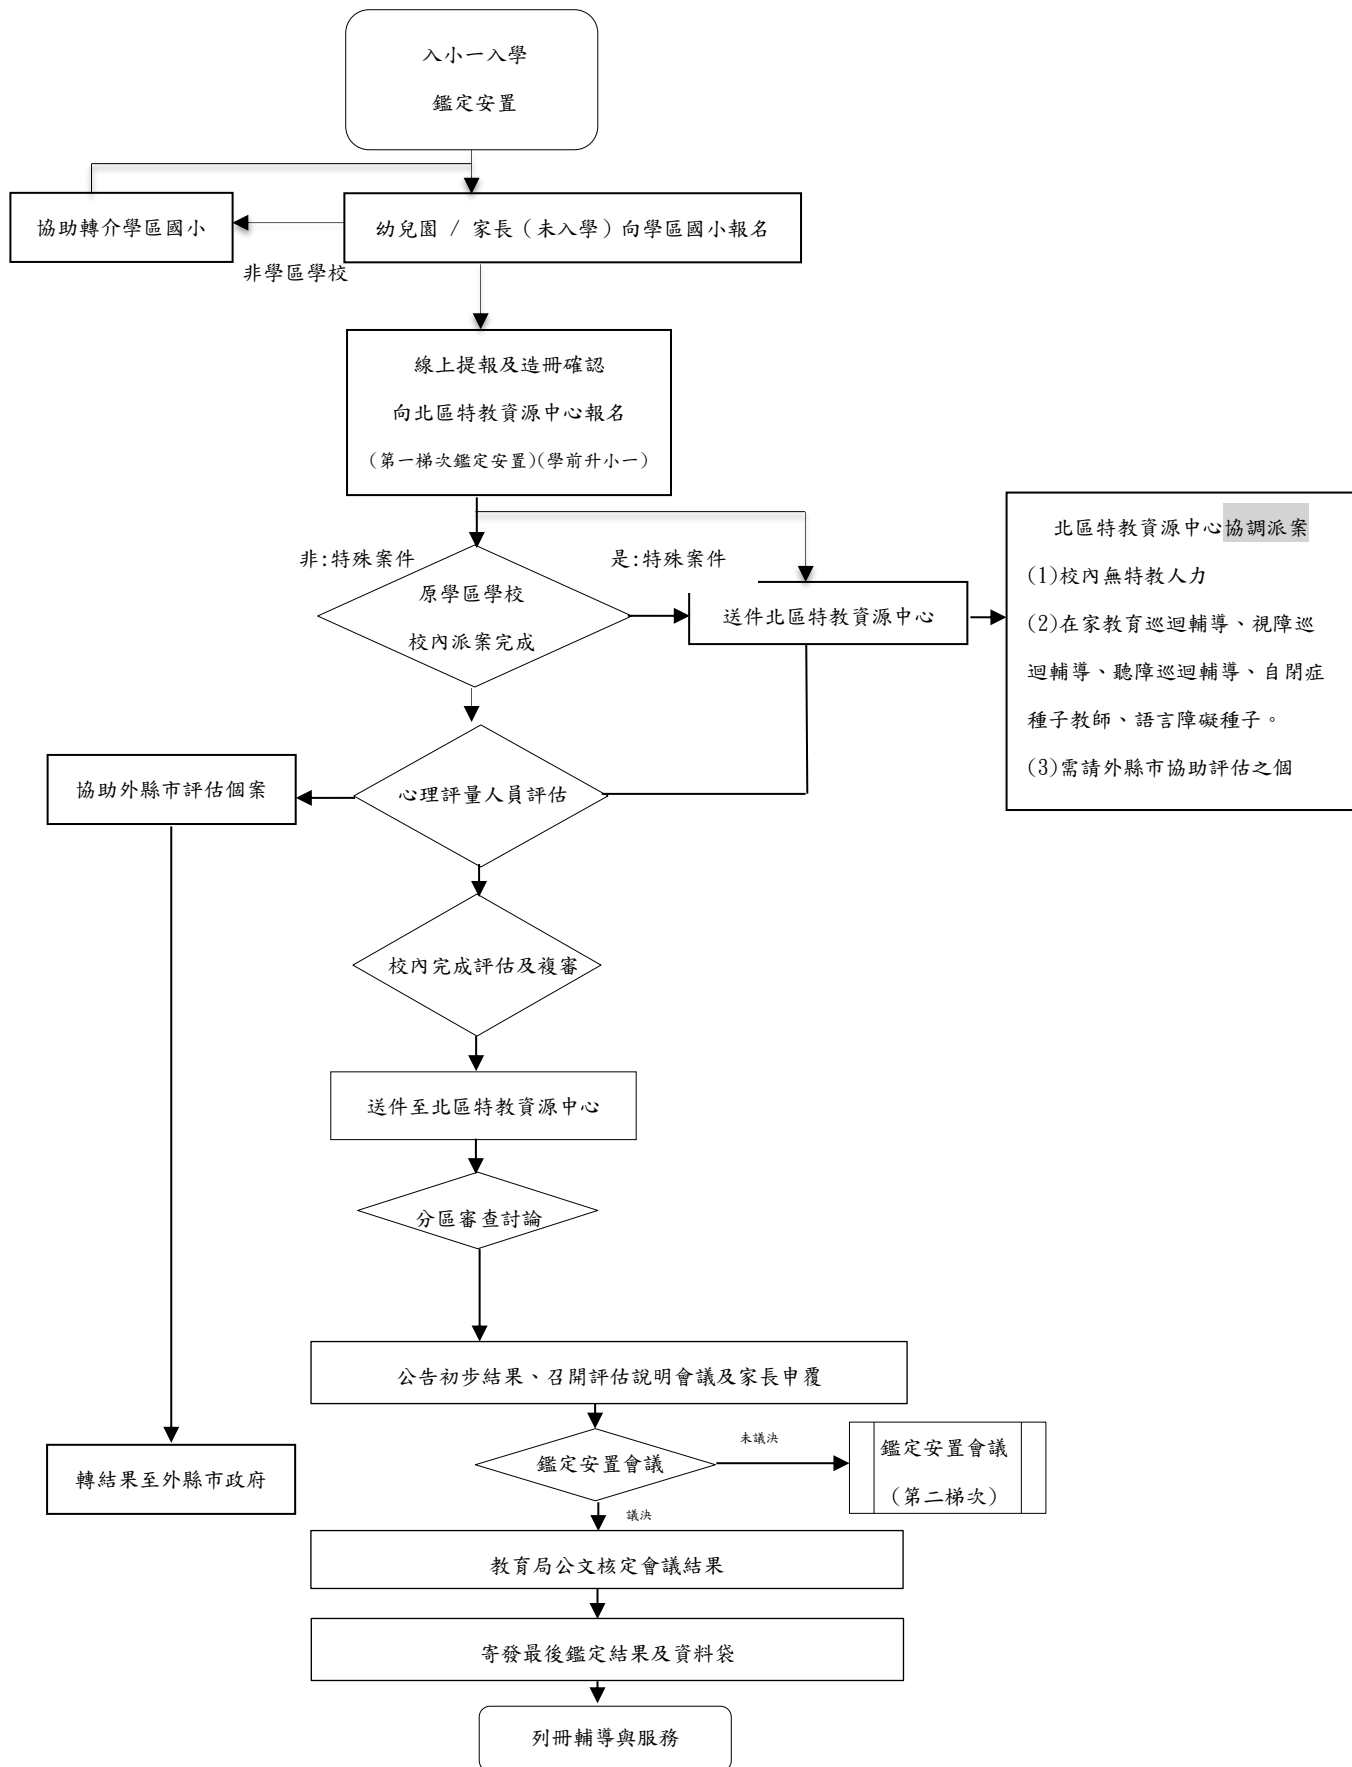 入小一入學
鑑定安置
協助轉介學區國小
幼兒園 / 家長（未入學）向學區國小報名
非學區學校
線上提報及造冊確認
向北區特教資源中心報名
(第一梯次鑑定安置)(學前升小一)
非:特殊案件
是:特殊案件
原學區學校
校內派案完成
送件北區特教資源中心
北區特教資源中心協調派案
(1)校內無特教人力
(2)在家教育巡迴輔導、視障巡
迴輔導、聽障巡迴輔導、自閉症
種子教師、語言障礙種子。
(3)需請外縣市協助評估之個
協助外縣市評估個案
心理評量人員評估
校內完成評估及複審
送件至北區特教資源中心
分區審查討論
公告初步結果、召開評估說明會議及家長申覆
轉結果至外縣市政府
鑑定安置會議
未議決
鑑定安置會議
(第二梯次)
議決
教育局公文核定會議結果
寄發最後鑑定結果及資料袋
列冊輔導與服務